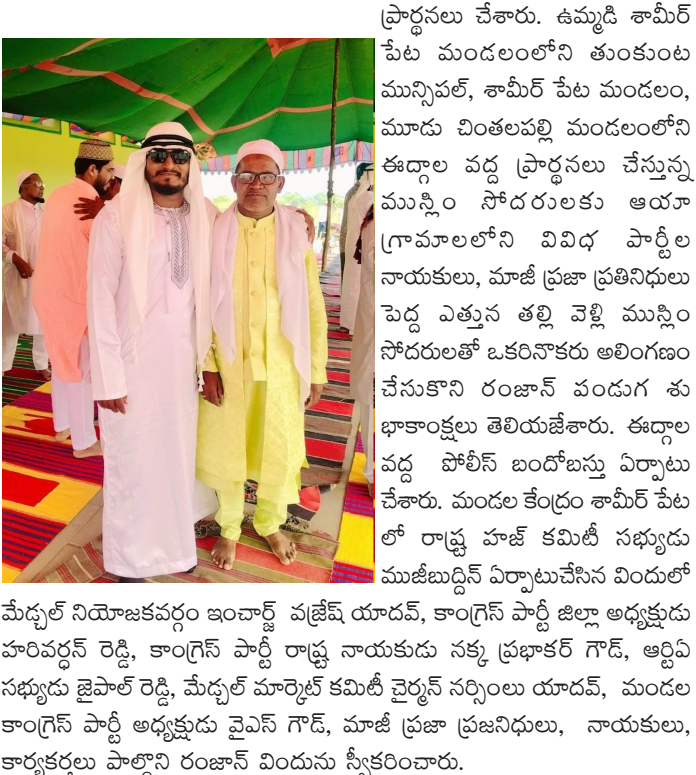 ప్రార్థనలు చేశారు. ఉమ్మడి శామీర్
పేట మండలంలోని తుంకుంట
మున్సిపల్, శామీర్ పేట మండలం,
మూడు చింతలపల్లి మండలంలోని
ఈద్గాల వద్ద ప్రార్థనలు చేస్తున్న
ముస్లిం సోదరులకు ఆయా
గ్రామాలలోని వివిధ పార్టీల
నాయకులు, మాజీ ప్రజా ప్రతినిధులు
పెద్ద ఎత్తున తల్లి వెళ్లి ముస్లిం
సోదరులతో ఒకరినొకరు అలింగణం
చేసుకొని రంజాన్ పండుగ శు
భాకాంక్షలు తెలియజేశారు. ఈద్గాల
వద్ద పోలీస్ బందోబస్తు ఏర్పాటు
చేశారు. మండల కేంద్రం శామీర్ పేట
లో రాష్ట్ర హజ్ కమిటీ సభ్యుడు
ముజీబుద్దిన్ ఏర్పాటుచేసిన విందులో
మేడ్చల్ నియోజకవర్గం ఇంచార్జ్ వజ్రేష్ యాదవ్, కాంగ్రెస్ పార్టీ జిల్లా అధ్యక్షుడు
హరివర్ధన్ రెడ్డి, కాంగ్రెస్ పార్టీ రాష్ట్ర నాయకుడు నక్క ప్రభాకర్ గౌడ్, ఆర్టిఏ
సభ్యుడు జైపాల్ రెడ్డి, మేడ్చల్ మార్కెట్ కమిటీ చైర్మన్ నర్సింలు యాదవ్, మండల
కాంగ్రెస్ పార్టీ అధ్యక్షుడు వైఎస్ గౌడ్, మాజీ ప్రజా ప్రజనిధులు, నాయకులు,
కార్యకర్తలు పాల్గొని రంజాన్ విందును స్వీకరించారు.